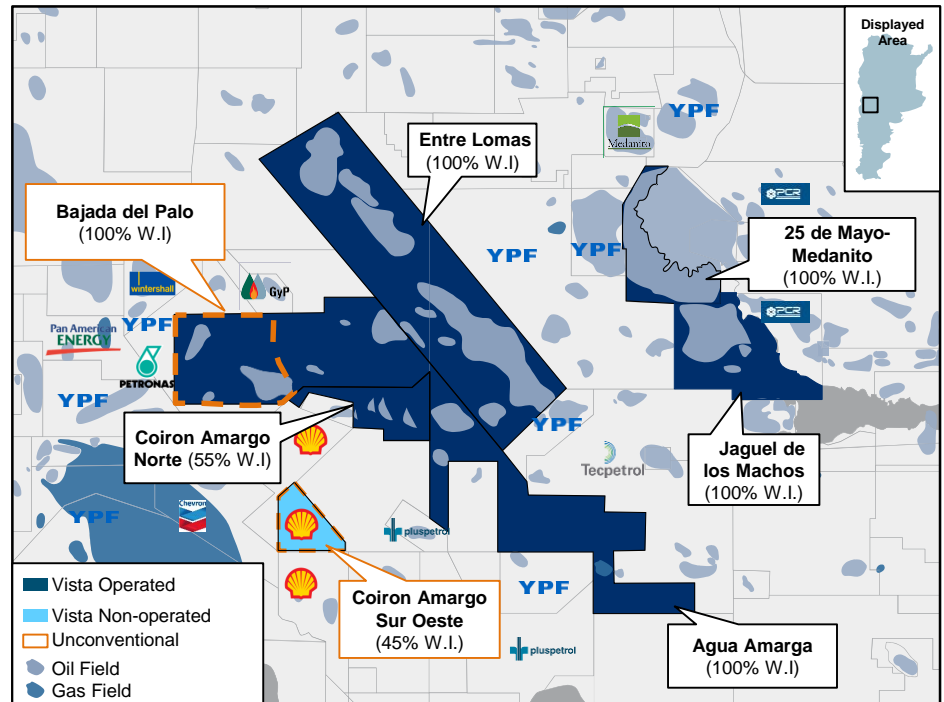 Displayed
Area
YPF
Medanito
Entre Lomas
(100% W.I)
PCR
Bajada del Palo
(100% W.I)
YPF
YPF
25 de Mayo-
Medanito
(100% W.I.)
wintershall
GyP
PCR
Pan American
ENERGY
YPF
PETRONAS
YPF
YPF
Coiron Amargo
Norte (55% W.I)
Tecpetrol
Jaguel de
los Machos
(100% W.I.)
Chevron
YPF
pluspetrol
Vista Operated
Vista Non-operated
Unconventional
Oil Field
Gas Field
Coiron Amargo
Sur Oeste
(45% W.I.)
YPF
pluspetrol
Agua Amarga
(100% W.I)